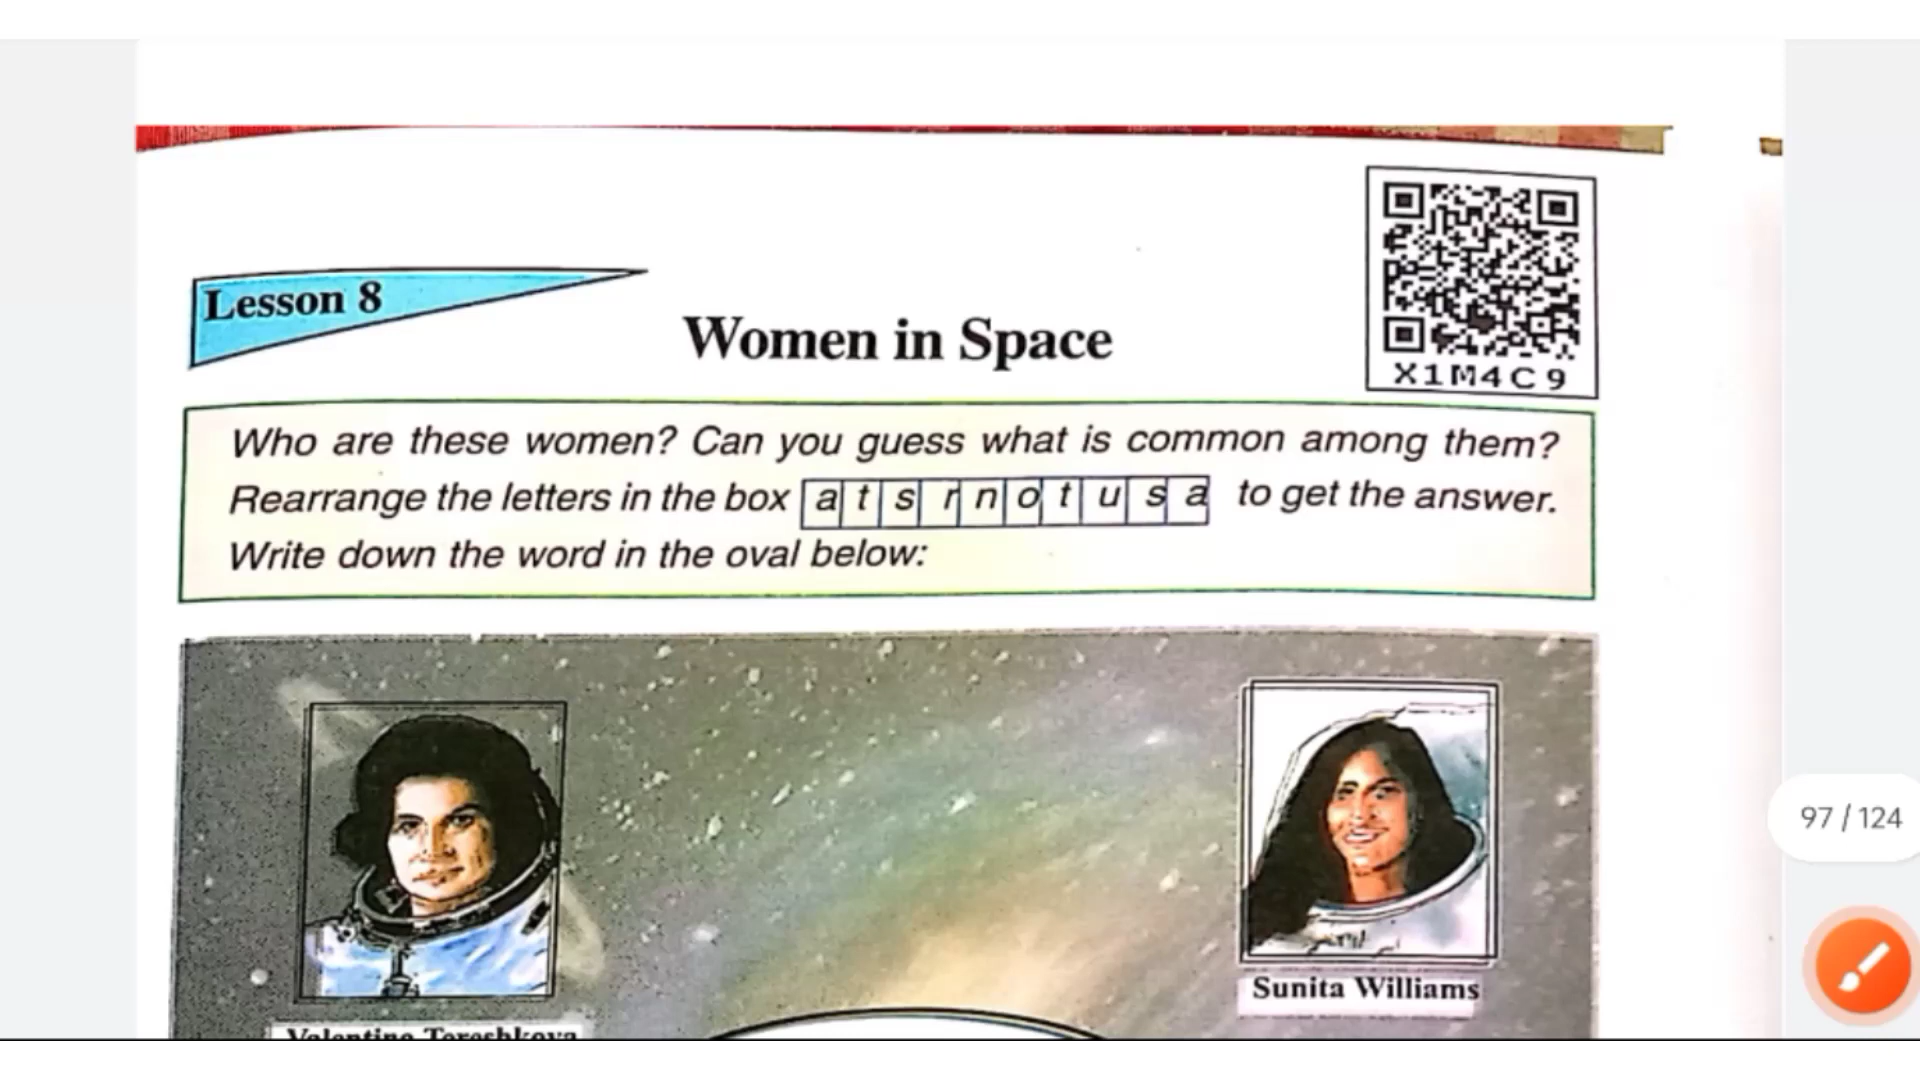 X1M4C9
Lesson 8
Women in Space
Who are these women? Can you guess what is common among them?
Rearrange the letters in the box a t s r n o t u s a to get the answer.
Write down the word in the oval below:
97 / 124
Sunita Williams
Valentina Tereshkova